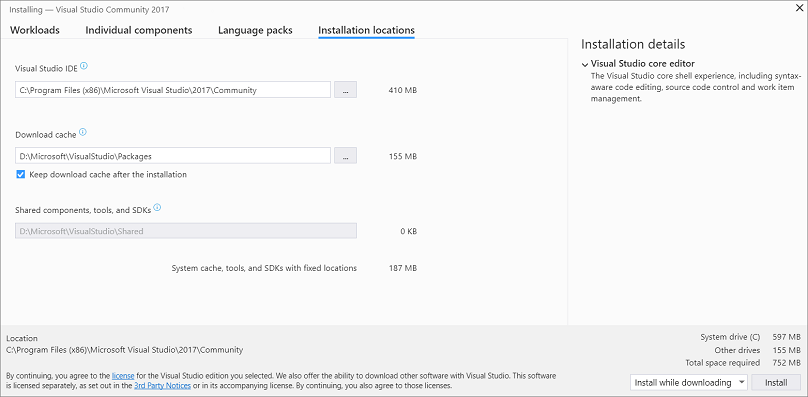 Installing — Visual Studio Community 2017
Workloads Individual components Language packs Installation locations
Visual Studio IDE
C:\Program Files (x86)\Microsoft Visual Studio\2017\Community ... 410 MB
Download cache
D:\Microsoft\VisualStudio\Packages ... 155 MB
Keep download cache after the installation
Shared components, tools, and SDKs
D:\Microsoft\VisualStudio\Shared 0 KB
System cache, tools, and SDKs with fixed locations 187 MB
Installation details
Visual Studio core editor
The Visual Studio core shell experience, including syntax-
aware code editing, source code control and work item
management.
Location
C:\Program Files (x86)\Microsoft Visual Studio\2017\Community
System drive (C) 597 MB
Other drives 155 MB
Total space required 752 MB
By continuing, you agree to the license for the Visual Studio edition you selected. We also offer the ability to download other software with Visual Studio. This software
is licensed separately, as set out in the 3rd Party Notices or in its accompanying license. By continuing, you also agree to those licenses.
Install while downloading Install